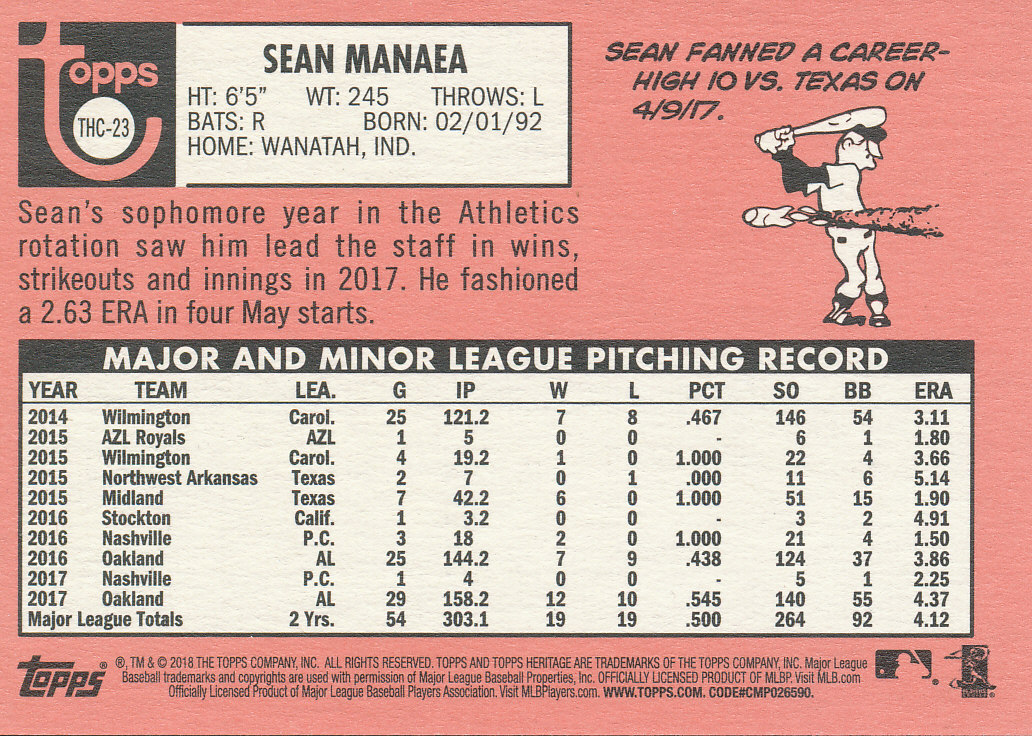 topps
THC-23
SEAN MANAEA
HT: 6'5" WT: 245 THROWS: L
BATS: R BORN: 02/01/92
HOME: WANATAH, IND.
SEAN FANNED A CAREER-
HIGH 10 VS. TEXAS ON
4/9/17.
Sean's sophomore year in the Athletics
rotation saw him lead the staff in wins,
strikeouts and innings in 2017. He fashioned
a 2.63 ERA in four May starts.
MAJOR AND MINOR LEAGUE PITCHING RECORD
YEAR TEAM LEA. G IP W L PCT SO BB ERA
2014 Wilmington Carol. 25 121.2 7 8 .467 146 54 3.11
2015 AZL Royals AZL 1 5 0 0 - 6 1 1.80
2015 Wilmington Carol. 4 19.2 1 0 1.000 22 4 3.66
2015 Northwest Arkansas Texas 2 7 0 1 .000 11 6 5.14
2015 Midland Texas 7 42.2 6 0 1.000 51 15 1.90
2016 Stockton Calif. 1 3.2 0 0 - 3 2 4.91
2016 Nashville P.C. 3 18 2 0 1.000 21 4 1.50
2016 Oakland AL 25 144.2 7 9 .438 124 37 3.86
2017 Nashville P.C. 1 4 0 0 - 5 1 2.25
2017 Oakland AL 29 158.2 12 10 .545 140 55 4.37
Major League Totals 2 Yrs. 54 303.1 19 19 .500 264 92 4.12
topps ® ®, TM & © 2018 THE TOPPS COMPANY, INC. ALL RIGHTS RESERVED. TOPPS AND TOPPS HERITAGE ARE TRADEMARKS OF THE TOPPS COMPANY, INC. Major League
Baseball trademarks and copyrights are used with permission of Major League Baseball Properties, Inc. OFFICIALLY LICENSED PRODUCT OF MLBP. Visit MLB.com
Officially Licensed Product of Major League Baseball Players Association. Visit MLBPlayers.com. WWW.TOPPS.COM. CODE#CMP026590.